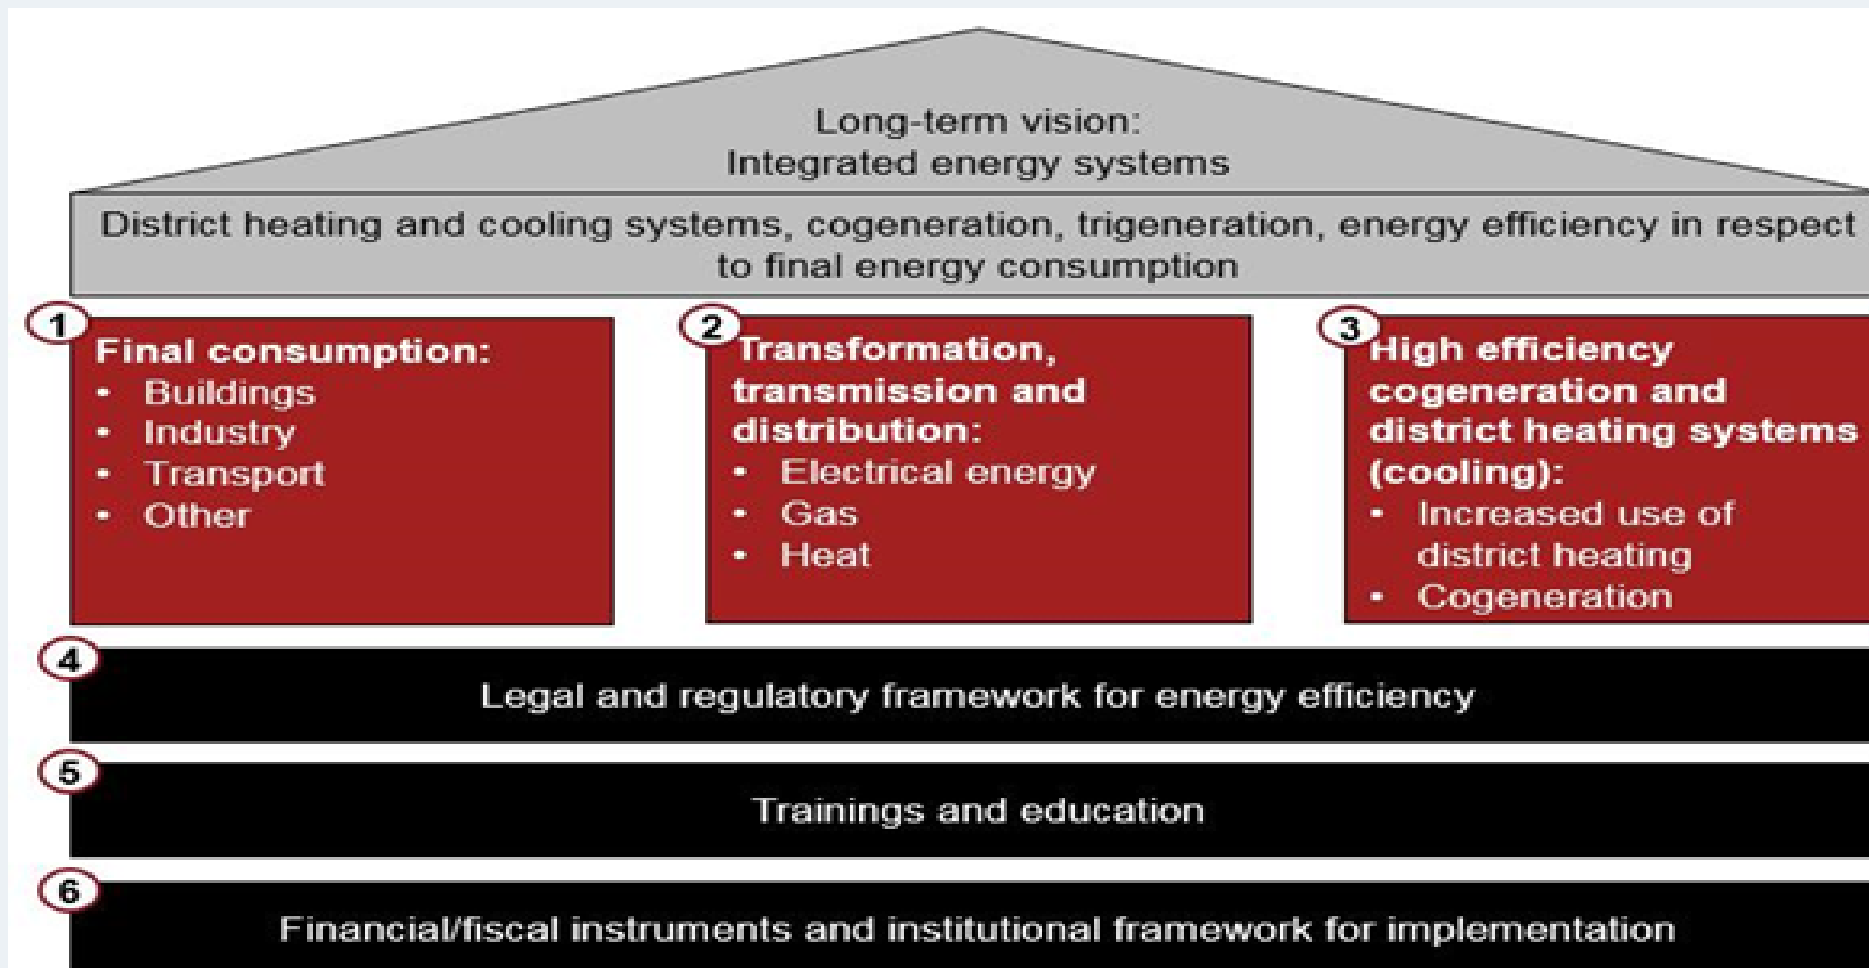 Long-term vision:
Integrated energy systems
District heating and cooling systems, cogeneration, trigeneration, energy efficiency in respect
to final energy consumption
1
Final consumption:
• Buildings
• Industry
• Transport
• Other
2
Transformation,
transmission and
distribution:
• Electrical energy
• Gas
• Heat
3
High efficiency
cogeneration and
district heating systems
(cooling):
• Increased use of
district heating
• Cogeneration
4
Legal and regulatory framework for energy efficiency
5
Trainings and education
6
Financial/fiscal instruments and institutional framework for implementation